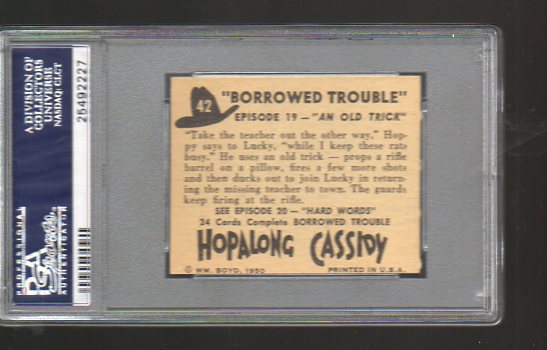 A DIVISION OF
COLLECTORS
UNIVERSE
NASDAQ: CLCT
25492227
PSA
PROFESSIONAL
AUTHENTICATOR
42
"BORROWED TROUBLE"
EPISODE 19 — "AN OLD TRICK"
"Take the teacher out the other way," Hop-
py says to Lucky, "while I keep these rats
busy." He uses an old trick — props a rifle
barrel on a pillow, fires a few more shots
and then ducks out to join Lucky in return-
ing the missing teacher to town. The guards
keep firing at the rifle.
SEE EPISODE 20 — "HARD WORDS"
24 Cards Complete BORROWED TROUBLE
HOPALONG CASSIDY
© WM. BOYD, 1950
PRINTED IN U.S.A.